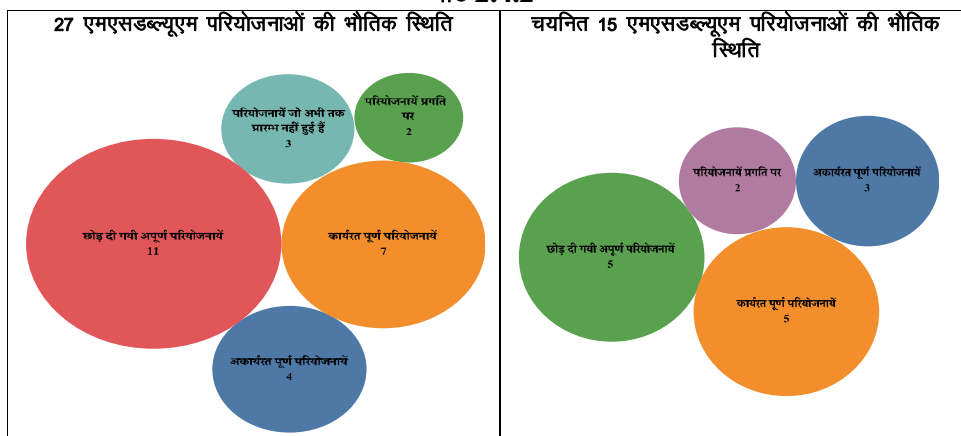 27 एमएसडब्ल्यूएम परियोजनाओं की भौतिक स्थिति
परियोजनायें जो अभी तक
प्रारम्भ नहीं हुई हैं
3
परियोजनायें प्रगति
पर
2
छोड़ दी गयी अपूर्ण परियोजनायें
11
कार्यरत पूर्ण परियोजनायें
7
अकार्यरत पूर्ण परियोजनायें
4
चयनित 15 एमएसडब्ल्यूएम परियोजनाओं की भौतिक
स्थिति
परियोजनायें प्रगति पर
2
अकार्यरत पूर्ण परियोजनायें
3
छोड़ दी गयी अपूर्ण परियोजनायें
5
कार्यरत पूर्ण परियोजनायें
5